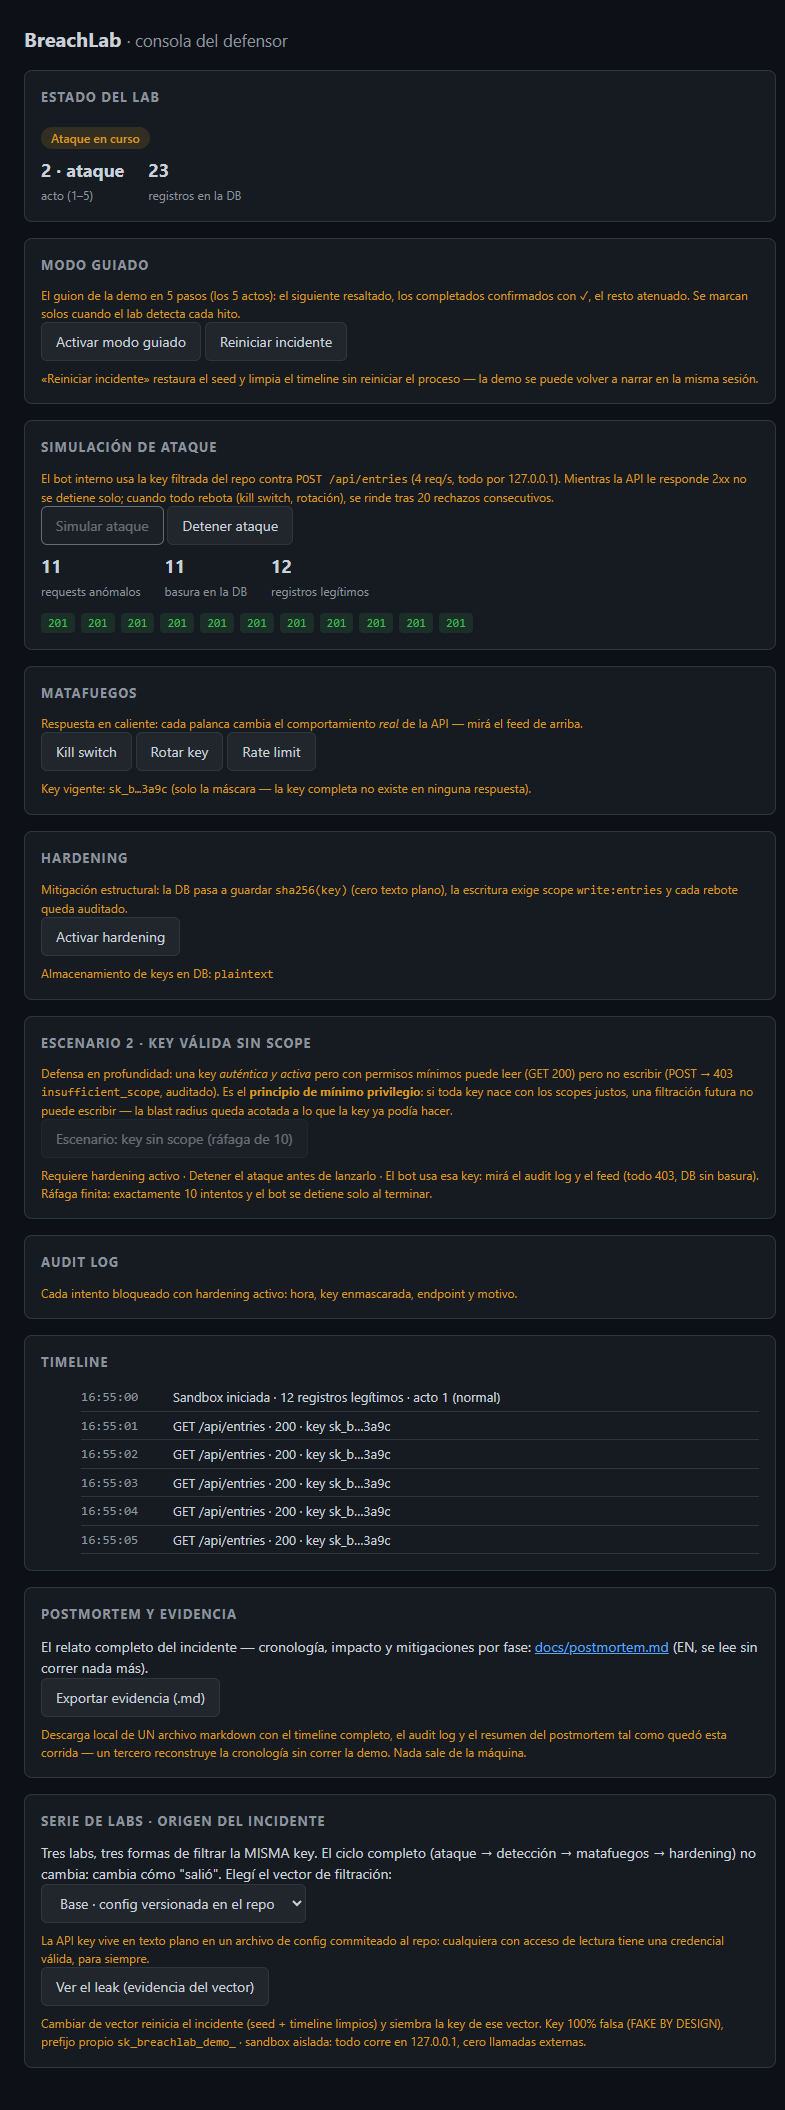 BreachLab · consola del defensor
ESTADO DEL LAB
Ataque en curso
2 · ataque 23
acto (1–5) registros en la DB
MODO GUIADO
El guion de la demo en 5 pasos (los 5 actos): el siguiente resaltado, los completados confirmados con ✓, el resto atenuado. Se marcan
solos cuando el lab detecta cada hito.
Activar modo guiado Reiniciar incidente
«Reiniciar incidente» restaura el seed y limpia el timeline sin reiniciar el proceso — la demo se puede volver a narrar en la misma sesión.
SIMULACIÓN DE ATAQUE
El bot interno usa la key filtrada del repo contra POST /api/entries (4 req/s, todo por 127.0.0.1). Mientras la API le responde 2xx no
se detiene solo; cuando todo rebota (kill switch, rotación), se rinde tras 20 rechazos consecutivos.
Simular ataque Detener ataque
11 11 12
requests anómalos basura en la DB registros legítimos
201 201 201 201 201 201 201 201 201 201 201
MATAFUEGOS
Respuesta en caliente: cada palanca cambia el comportamiento real de la API — mirá el feed de arriba.
Kill switch Rotar key Rate limit
Key vigente: sk_b…3a9c (solo la máscara — la key completa no existe en ninguna respuesta).
HARDENING
Mitigación estructural: la DB pasa a guardar sha256(key) (cero texto plano), la escritura exige scope write:entries y cada rebote
queda auditado.
Activar hardening
Almacenamiento de keys en DB: plaintext
ESCENARIO 2 · KEY VÁLIDA SIN SCOPE
Defensa en profundidad: una key auténtica y activa pero con permisos mínimos puede leer (GET 200) pero no escribir (POST → 403
insufficient_scope, auditado). Es el principio de mínimo privilegio: si toda key nace con los scopes justos, una filtración futura no
puede escribir — la blast radius queda acotada a lo que la key ya podía hacer.
Escenario: key sin scope (ráfaga de 10)
Requiere hardening activo · Detener el ataque antes de lanzarlo · El bot usa esa key: mirá el audit log y el feed (todo 403, DB sin basura).
Ráfaga finita: exactamente 10 intentos y el bot se detiene solo al terminar.
AUDIT LOG
Cada intento bloqueado con hardening activo: hora, key enmascarada, endpoint y motivo.
TIMELINE
16:55:00 Sandbox iniciada · 12 registros legítimos · acto 1 (normal)
16:55:01 GET /api/entries · 200 · key sk_b…3a9c
16:55:02 GET /api/entries · 200 · key sk_b…3a9c
16:55:03 GET /api/entries · 200 · key sk_b…3a9c
16:55:04 GET /api/entries · 200 · key sk_b…3a9c
16:55:05 GET /api/entries · 200 · key sk_b…3a9c
POSTMORTEM Y EVIDENCIA
El relato completo del incidente — cronología, impacto y mitigaciones por fase: docs/postmortem.md (EN, se lee sin
correr nada más).
Exportar evidencia (.md)
Descarga local de UN archivo markdown con el timeline completo, el audit log y el resumen del postmortem tal como quedó esta
corrida — un tercero reconstruye la cronología sin correr la demo. Nada sale de la máquina.
SERIE DE LABS · ORIGEN DEL INCIDENTE
Tres labs, tres formas de filtrar la MISMA key. El ciclo completo (ataque → detección → matafuegos → hardening) no
cambia: cambia cómo "salió". Elegí el vector de filtración:
Base · config versionada en el repo
La API key vive en texto plano en un archivo de config commiteado al repo: cualquiera con acceso de lectura tiene una credencial
válida, para siempre.
Ver el leak (evidencia del vector)
Cambiar de vector reinicia el incidente (seed + timeline limpios) y siembra la key de ese vector. Key 100% falsa (FAKE BY DESIGN),
prefijo propio sk_breachlab_demo_ · sandbox aislada: todo corre en 127.0.0.1, cero llamadas externas.